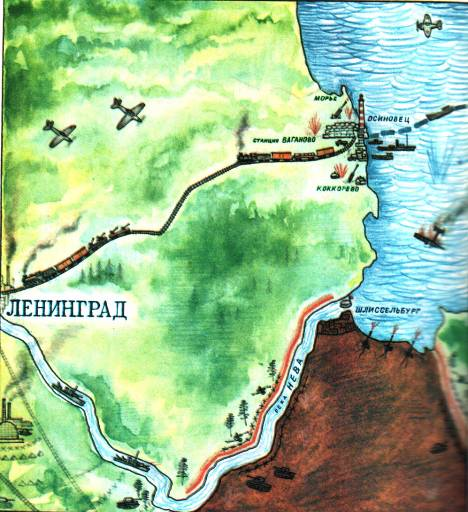 МОРЬЕ
ОСИНОВЕЦ
СТАНЦИЯ ВАГАНОВО
КОККОРЕВО
ЛЕНИНГРАД
ШЛИССЕЛЬБУРГ
РЕКА НЕВА